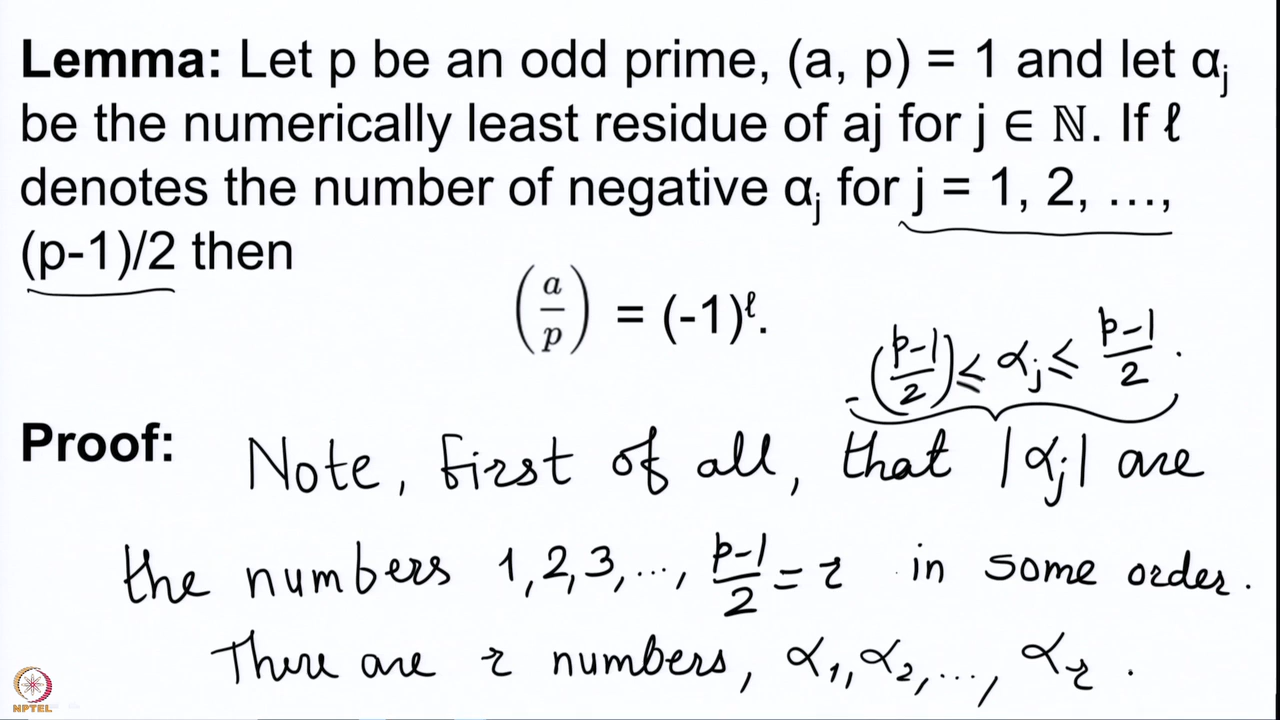 Lemma: Let p be an odd prime, (a, p) = 1 and let αⱼ
be the numerically least residue of aj for j ∈ ℕ. If ℓ
denotes the number of negative αⱼ for j = 1, 2, ...,
(p-1)/2 then
(a/p) = (-1)^ℓ.
-(p-1/2) ≤ αⱼ ≤ p-1/2.
Proof: Note, first of all, that |αⱼ| are
the numbers 1, 2, 3, ..., p-1/2 = r in some order.
There are r numbers, α₁, α₂, ..., αᵣ.
NPTEL